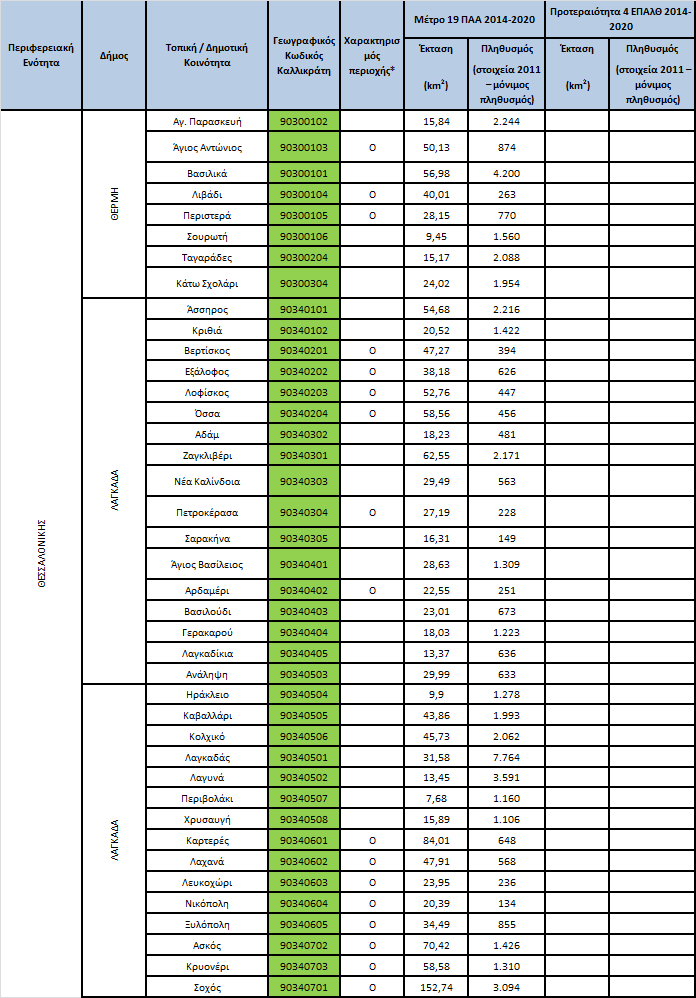 Περιφερειακή Ενότητα | Δήμος | Τοπική / Δημοτική Κοινότητα | Γεωγραφικός Κωδικός Καλλικράτη | Χαρακτηρισμός περιοχής* | Μέτρο 19 ΠΑΑ 2014-2020 | Προτεραιότητα 4 ΕΠΑλΘ 2014-2020
Έκταση (km²) | Πληθυσμός (στοιχεία 2011 – μόνιμος πληθυσμός) | Έκταση (km²) | Πληθυσμός (στοιχεία 2011 – μόνιμος πληθυσμός)
ΘΕΣΣΑΛΟΝΙΚΗΣ
ΘΕΡΜΗ
Αγ. Παρασκευή 90300102 15,84 2.244
Άγιος Αντώνιος 90300103 Ο 50,13 874
Βασιλικά 90300101 56,98 4.200
Λιβάδι 90300104 Ο 40,01 263
Περιστερά 90300105 Ο 28,15 770
Σουρωτή 90300106 9,45 1.560
Ταγαράδες 90300204 15,17 2.088
Κάτω Σχολάρι 90300304 24,02 1.954
ΛΑΓΚΑΔΑ
Άσσηρος 90340101 54,68 2.216
Κριθιά 90340102 20,52 1.422
Βερτίσκος 90340201 Ο 47,27 394
Εξάλοφος 90340202 Ο 38,18 626
Λοφίσκος 90340203 Ο 52,76 447
Όσσα 90340204 Ο 58,56 456
Αδάμ 90340302 18,23 481
Ζαγκλιβέρι 90340301 62,55 2.171
Νέα Καλίνδοια 90340303 29,49 563
Πετροκέρασα 90340304 Ο 27,19 228
Σαρακήνα 90340305 16,31 149
Άγιος Βασίλειος 90340401 28,63 1.309
Αρδαμέρι 90340402 Ο 22,55 251
Βασιλούδι 90340403 23,01 673
Γερακαρού 90340404 18,03 1.223
Λαγκαδίκια 90340405 13,37 636
Ανάληψη 90340503 29,99 633
ΛΑΓΚΑΔΑ
Ηράκλειο 90340504 9,9 1.278
Καβαλλάρι 90340505 43,86 1.993
Κολχικό 90340506 45,73 2.062
Λαγκαδάς 90340501 31,58 7.764
Λαγυνά 90340502 13,45 3.591
Περιβολάκι 90340507 7,68 1.160
Χρυσαυγή 90340508 15,89 1.106
Καρτερές 90340601 Ο 84,01 648
Λαχανά 90340602 Ο 47,91 568
Λευκοχώρι 90340603 Ο 23,95 236
Νικόπολη 90340604 Ο 20,39 134
Ξυλόπολη 90340605 Ο 34,49 855
Ασκός 90340702 Ο 70,42 1.426
Κρυονέρι 90340703 Ο 58,58 1.310
Σοχός 90340701 Ο 152,74 3.094